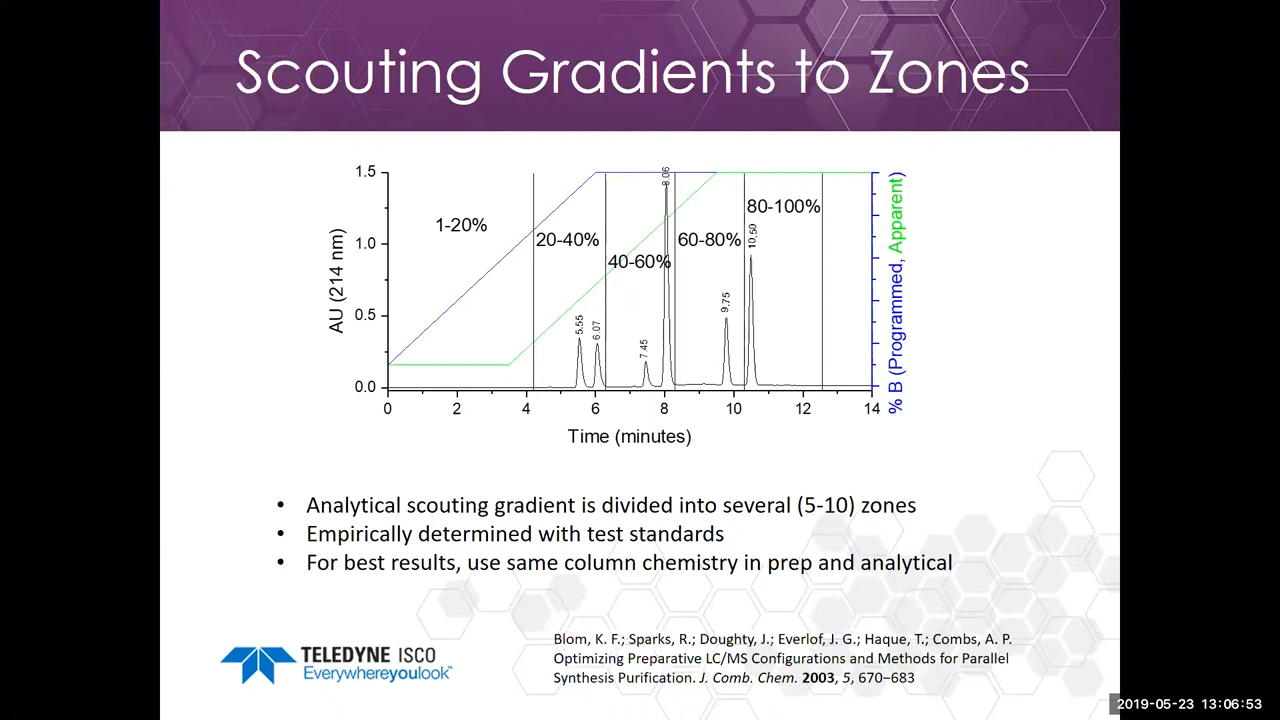 Scouting Gradients to Zones
1.5
1.0
0.5
0.0
AU (214 nm)
1-20%
20-40%
40-60%
60-80%
80-100%
5.55
6.07
7.45
8.06
9.75
10.50
% B (Programmed, Apparent)
0 2 4 6 8 10 12 14
Time (minutes)
• Analytical scouting gradient is divided into several (5-10) zones
• Empirically determined with test standards
• For best results, use same column chemistry in prep and analytical
TELEDYNE ISCO
Everywhereyoulook™
Blom, K. F.; Sparks, R.; Doughty, J.; Everlof, J. G.; Haque, T.; Combs, A. P.
Optimizing Preparative LC/MS Configurations and Methods for Parallel
Synthesis Purification. J. Comb. Chem. 2003, 5, 670−683
2019-05-23 13:06:53